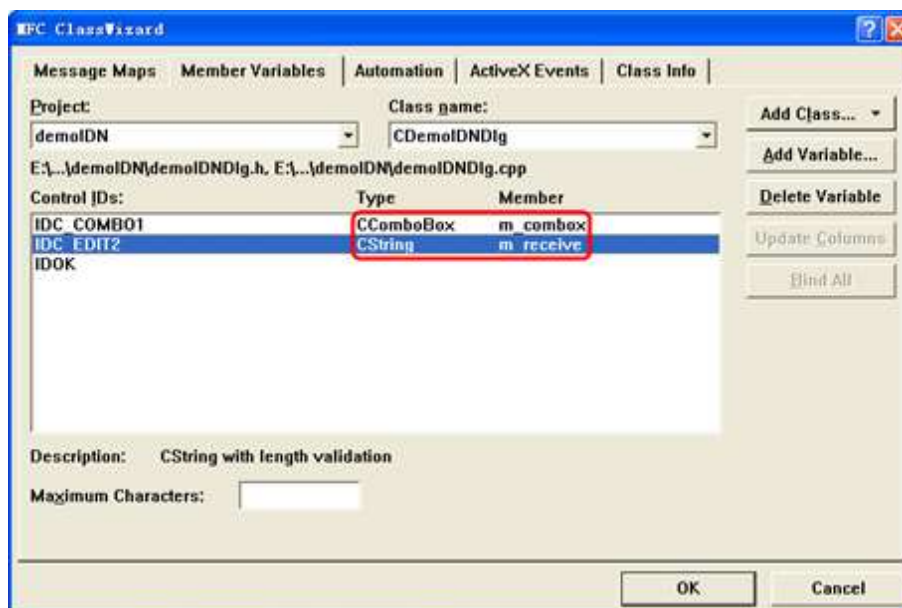 MFC ClassWizard
Message Maps Member Variables Automation ActiveX Events Class Info
Project: Class name:
demoIDN CDemoIDNDlg
E:\...\demoIDN\demoIDNDlg.h, E:\...\demoIDN\demoIDNDlg.cpp
Control IDs: Type Member
IDC_COMBO1 CComboBox m_combox
IDC_EDIT2 CString m_receive
IDOK
Add Class...
Add Variable...
Delete Variable
Update Columns
Bind All
Description: CString with length validation
Maximum Characters:
OK Cancel